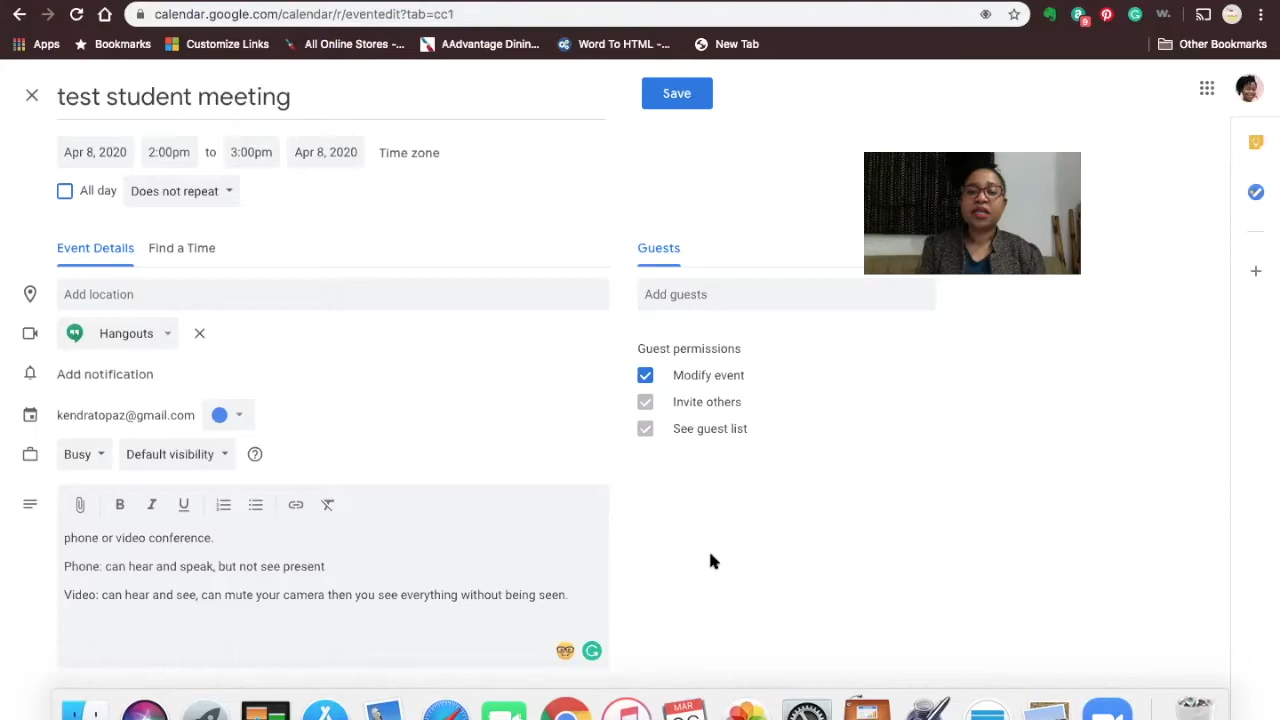 calendar.google.com/calendar/r/eventedit?tab=cc1
9
w.
Apps Bookmarks Customize Links All Online Stores -... AAdvantage Dinin... Word To HTML -... New Tab Other Bookmarks
test student meeting
Save
Apr 8, 2020 2:00pm to 3:00pm Apr 8, 2020 Time zone
All day Does not repeat
Event Details Find a Time
Guests
Add location
Add guests
Hangouts
Guest permissions
Add notification
Modify event
Invite others
kendratopaz@gmail.com
See guest list
Busy Default visibility
B I U
phone or video conference.
Phone: can hear and speak, but not see present
Video: can hear and see, can mute your camera then you see everything without being seen.
MAR